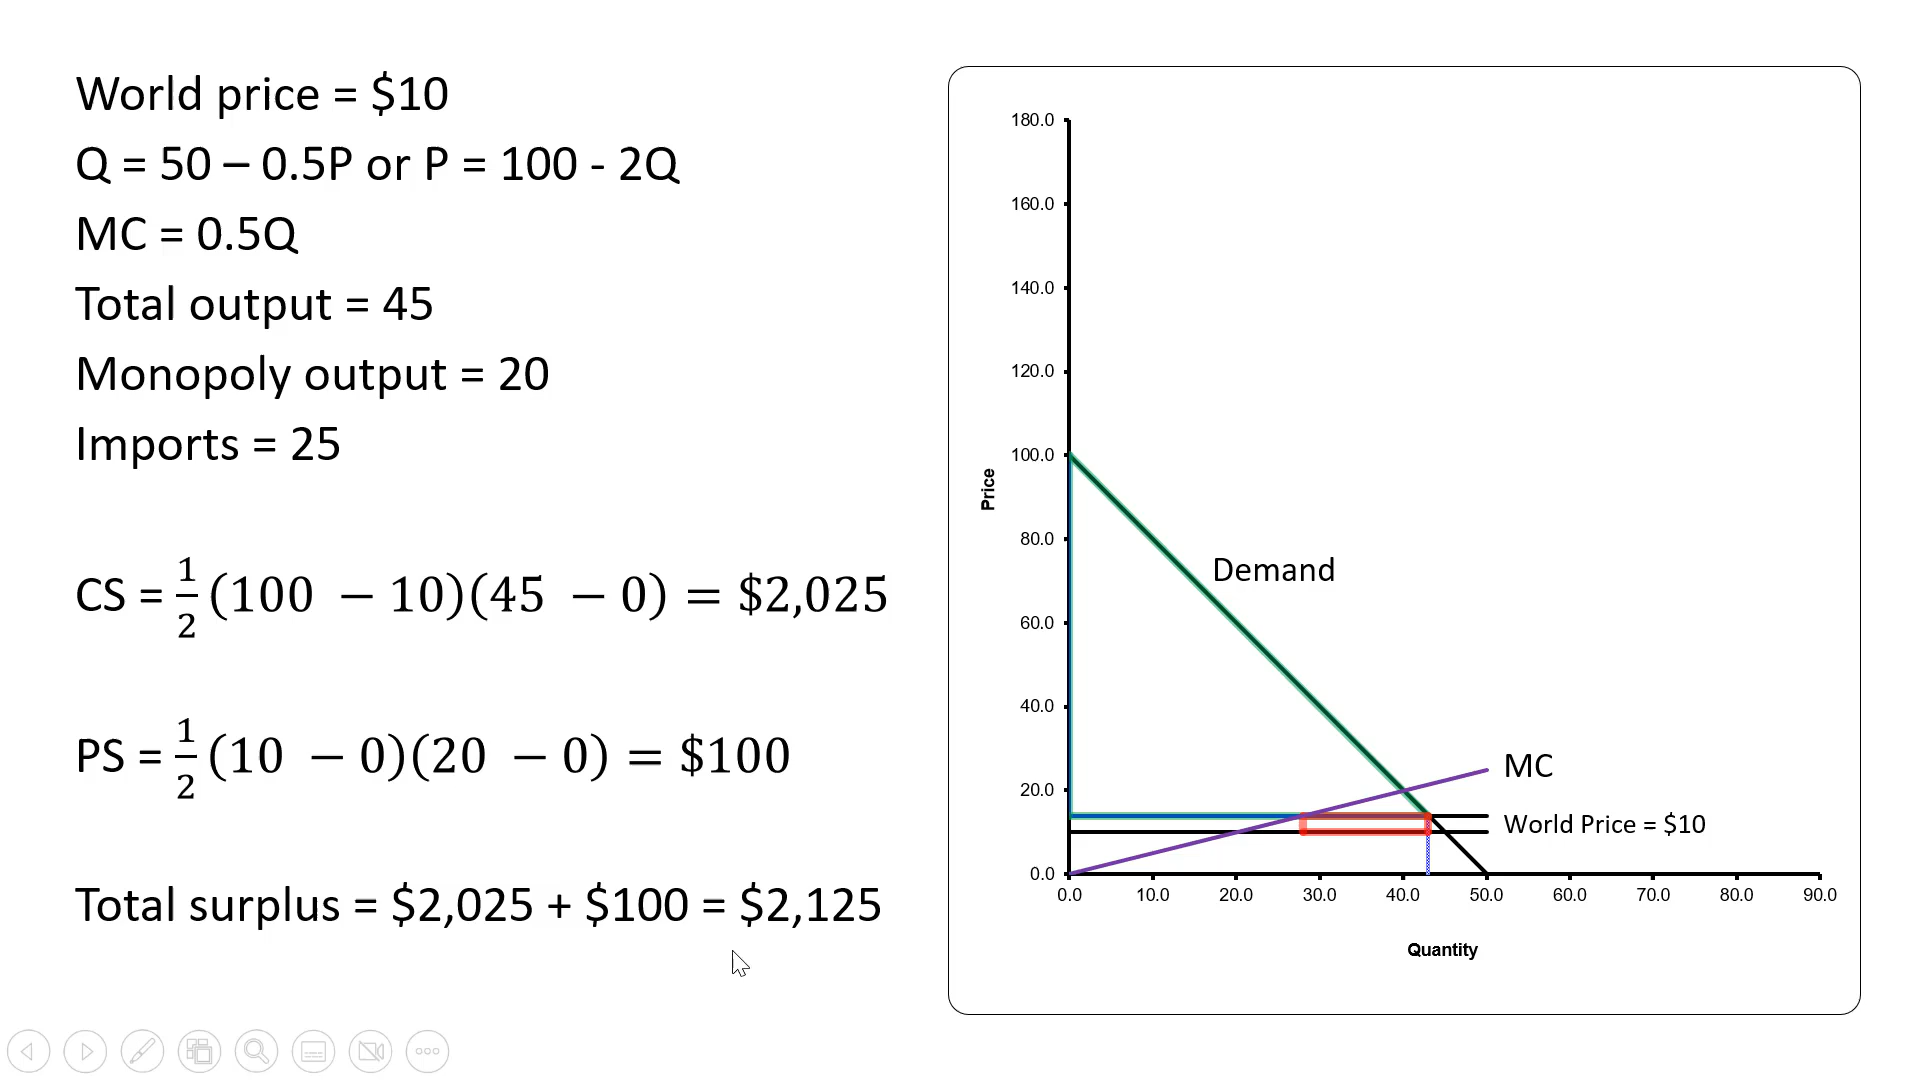 World price = $10
Q = 50 – 0.5P or P = 100 - 2Q
MC = 0.5Q
Total output = 45
Monopoly output = 20
Imports = 25
CS = 1/2 (100 − 10)(45 − 0) = $2,025
PS = 1/2 (10 − 0)(20 − 0) = $100
Total surplus = $2,025 + $100 = $2,125
180.0
160.0
140.0
120.0
100.0
80.0
60.0
40.0
20.0
0.0
Price
Demand
MC
World Price = $10
0.0 10.0 20.0 30.0 40.0 50.0 60.0 70.0 80.0 90.0
Quantity